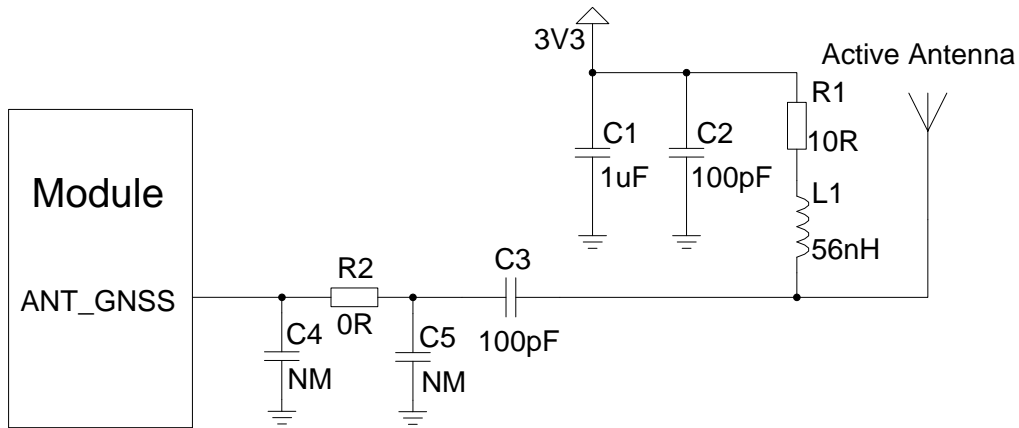 3V3
Active Antenna
R1
10R
C1
1uF
C2
100pF
L1
56nH
Module
ANT_GNSS
R2
0R
C3
100pF
C4
NM
C5
NM